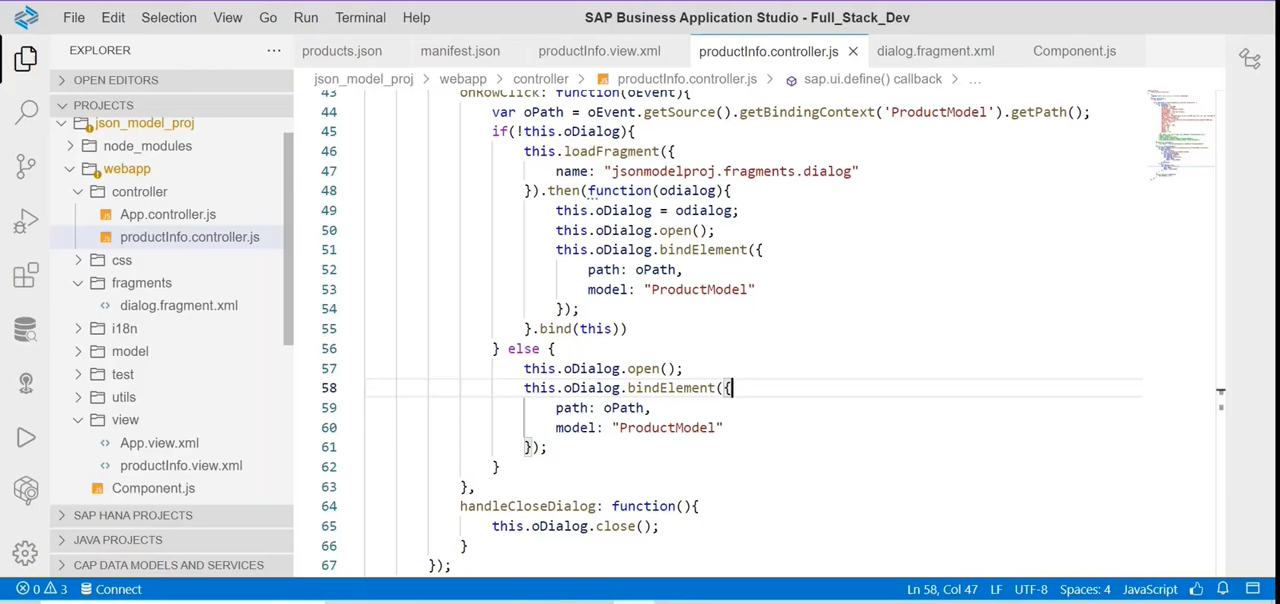 File Edit Selection View Go Run Terminal Help
SAP Business Application Studio - Full_Stack_Dev
EXPLORER ···
OPEN EDITORS
PROJECTS
json_model_proj
node_modules
webapp
controller
App.controller.js
productInfo.controller.js
css
fragments
dialog.fragment.xml
i18n
model
test
utils
view
App.view.xml
productInfo.view.xml
Component.js
SAP HANA PROJECTS
JAVA PROJECTS
CAP DATA MODELS AND SERVICES
products.json manifest.json productInfo.view.xml productInfo.controller.js dialog.fragment.xml Component.js
json_model_proj > webapp > controller > productInfo.controller.js > sap.ui.define() callback > …
43 onRowClick: function(oEvent){
44 var oPath = oEvent.getSource().getBindingContext('ProductModel').getPath();
45 if(!this.oDialog){
46 this.loadFragment({
47 name: "jsonmodelproj.fragments.dialog"
48 }).then(function(odialog){
49 this.oDialog = odialog;
50 this.oDialog.open();
51 this.oDialog.bindElement({
52 path: oPath,
53 model: "ProductModel"
54 });
55 }.bind(this))
56 } else {
57 this.oDialog.open();
58 this.oDialog.bindElement({
59 path: oPath,
60 model: "ProductModel"
61 });
62 }
63 },
64 handleCloseDialog: function(){
65 this.oDialog.close();
66 }
67 });
0 3 Connect
Ln 58, Col 47 LF UTF-8 Spaces: 4 JavaScript